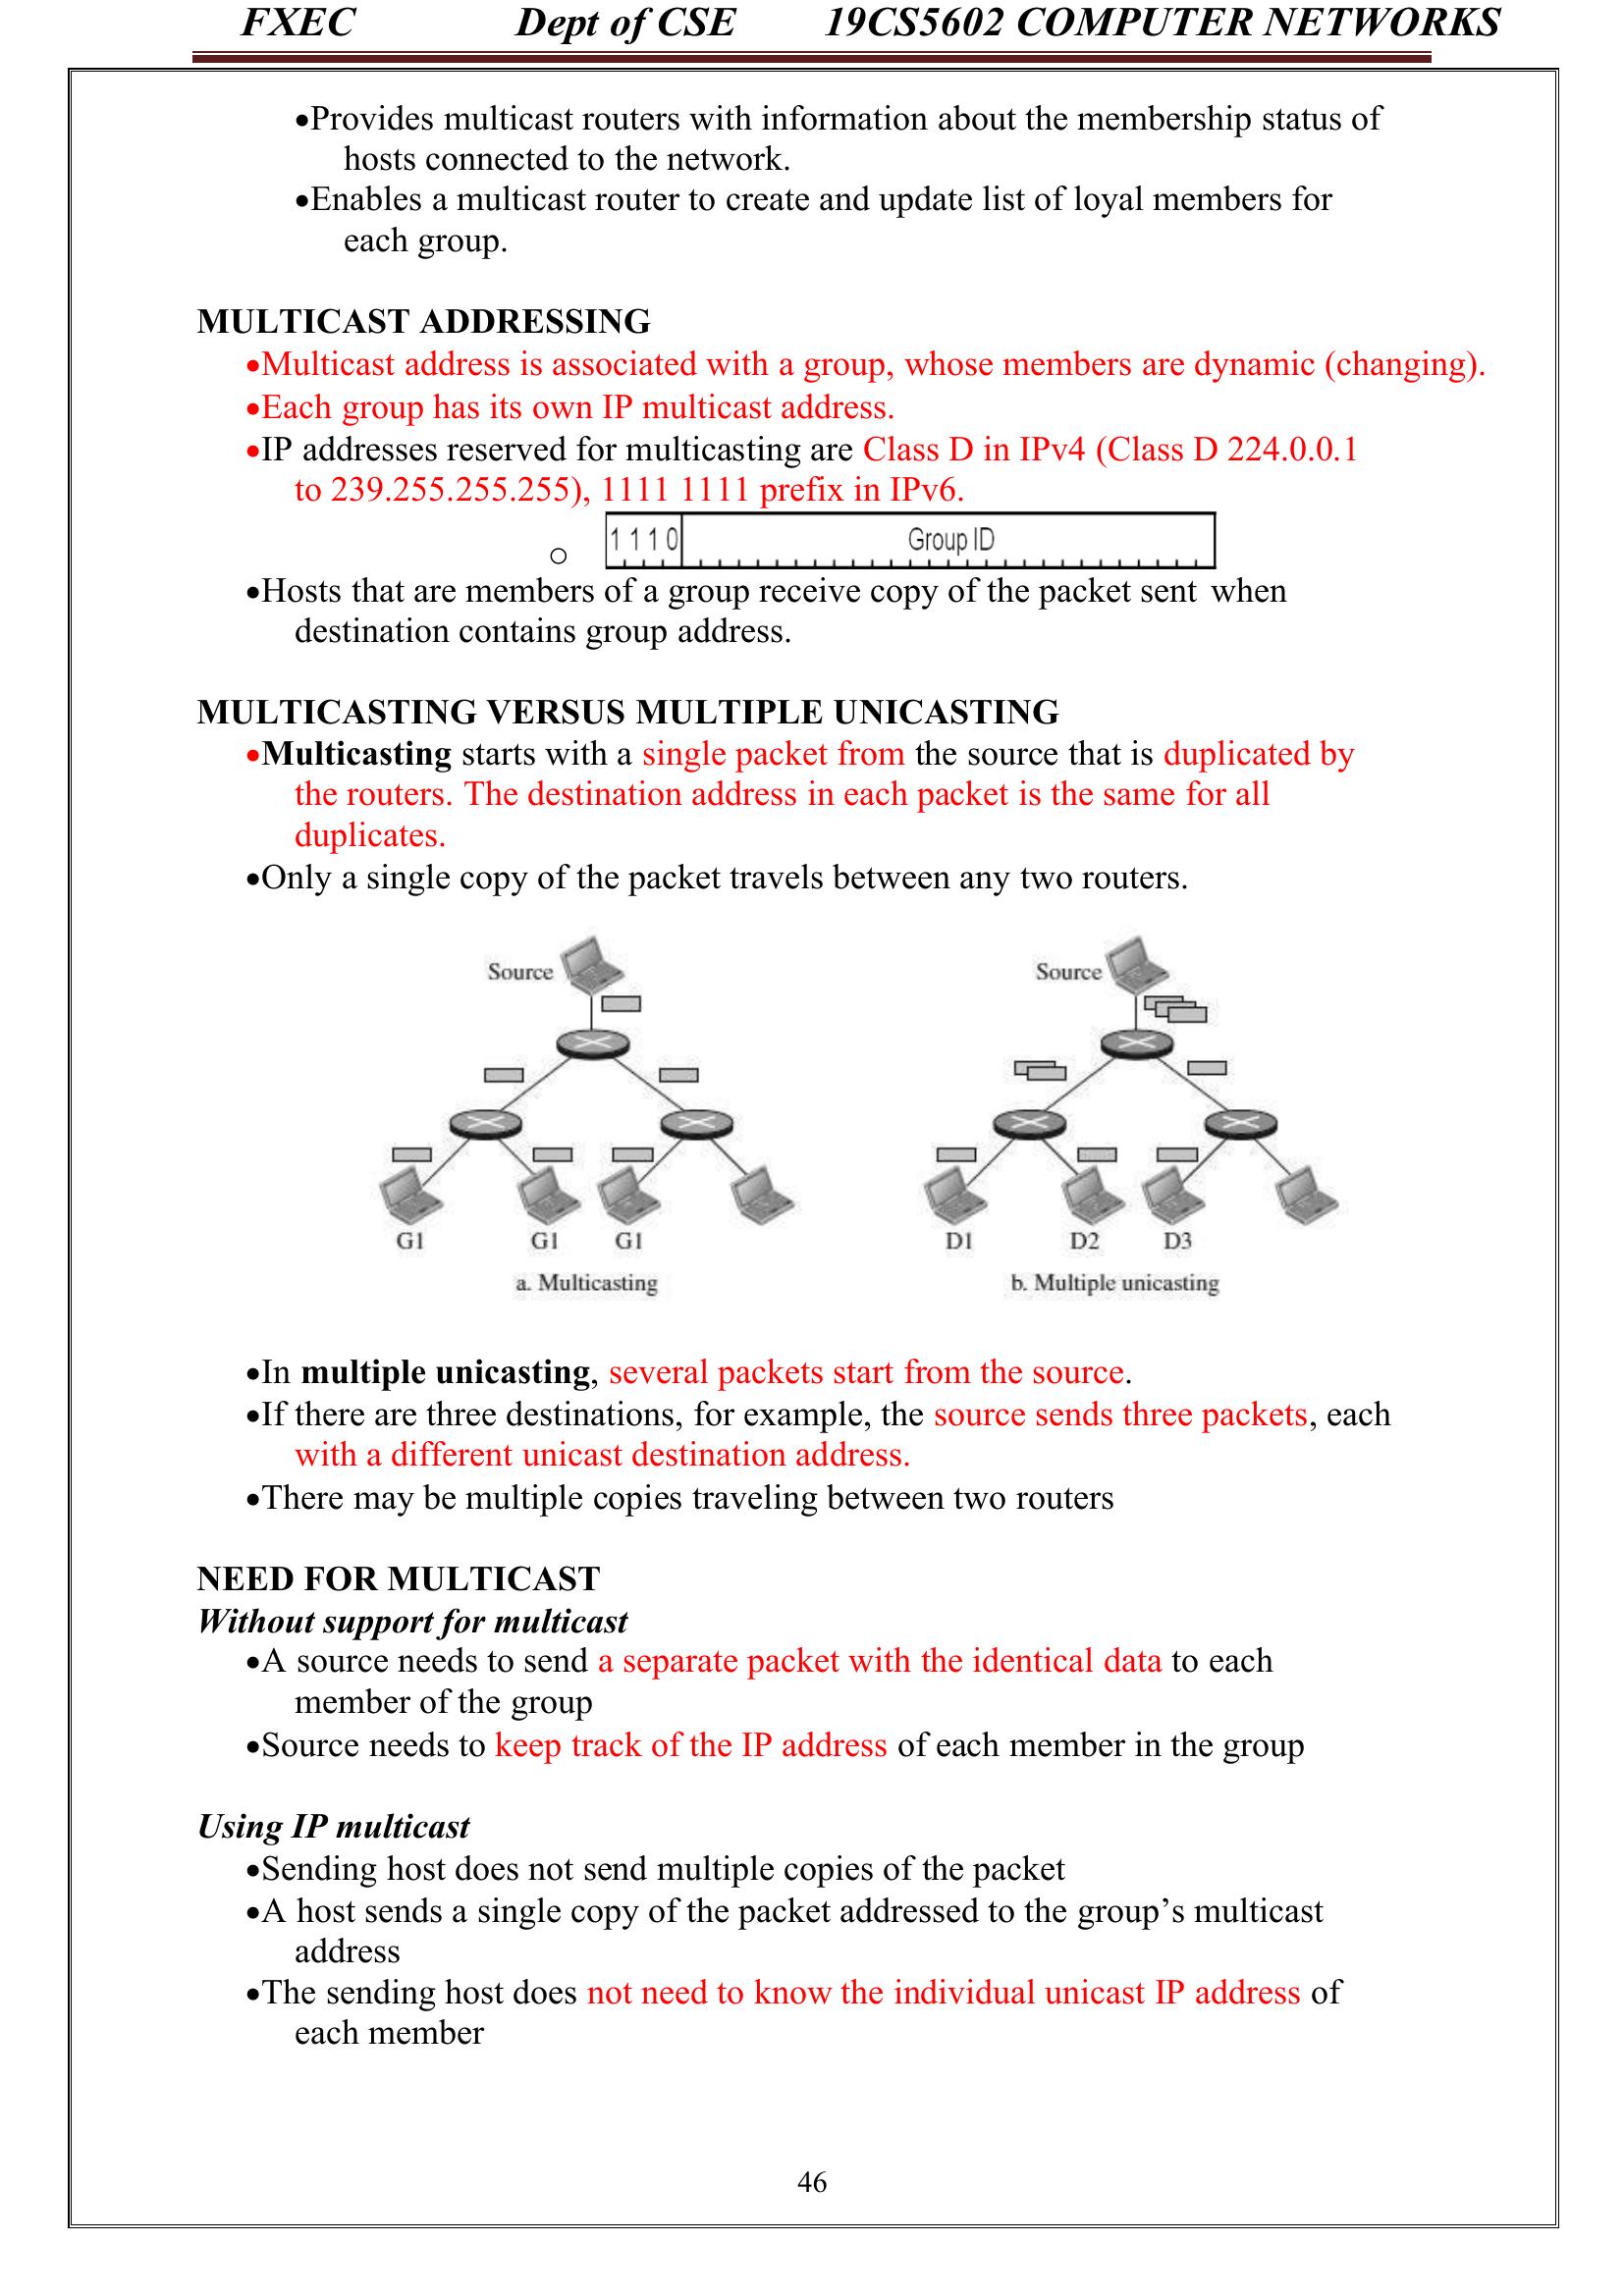 FXEC Dept of CSE 19CS5602 COMPUTER NETWORKS
•Provides multicast routers with information about the membership status of
hosts connected to the network.
•Enables a multicast router to create and update list of loyal members for
each group.
MULTICAST ADDRESSING
•Multicast address is associated with a group, whose members are dynamic (changing).
•Each group has its own IP multicast address.
•IP addresses reserved for multicasting are Class D in IPv4 (Class D 224.0.0.1
to 239.255.255.255), 1111 1111 prefix in IPv6.
○ 1 1 1 0 Group ID
•Hosts that are members of a group receive copy of the packet sent when
destination contains group address.
MULTICASTING VERSUS MULTIPLE UNICASTING
•Multicasting starts with a single packet from the source that is duplicated by
the routers. The destination address in each packet is the same for all
duplicates.
•Only a single copy of the packet travels between any two routers.
Source Source
G1 G1 G1 D1 D2 D3
a. Multicasting b. Multiple unicasting
•In multiple unicasting, several packets start from the source.
•If there are three destinations, for example, the source sends three packets, each
with a different unicast destination address.
•There may be multiple copies traveling between two routers
NEED FOR MULTICAST
Without support for multicast
•A source needs to send a separate packet with the identical data to each
member of the group
•Source needs to keep track of the IP address of each member in the group
Using IP multicast
•Sending host does not send multiple copies of the packet
•A host sends a single copy of the packet addressed to the group’s multicast
address
•The sending host does not need to know the individual unicast IP address of
each member
46